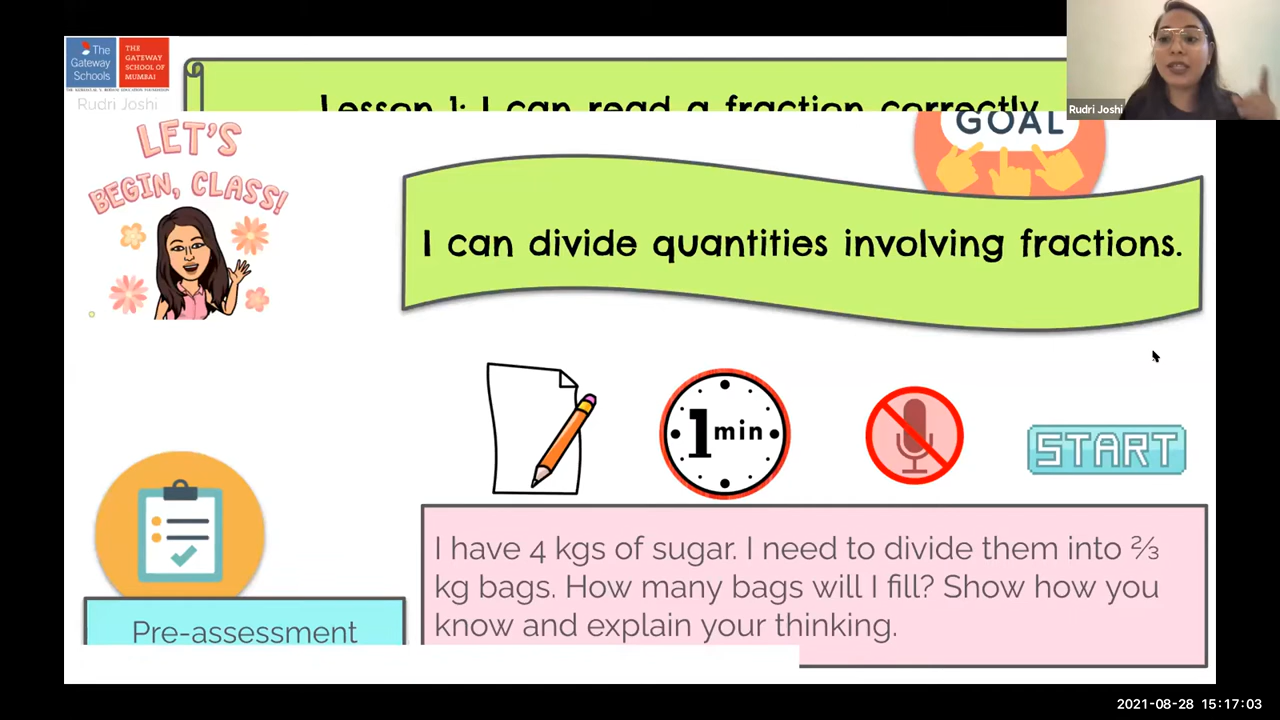 The
Gateway
Schools
THE
GATEWAY
SCHOOL OF
MUMBAI
Rudri Joshi
Lesson 1: I can read a fraction correctly
Rudri Joshi
LET'S
BEGIN, CLASS!
GOAL
I can divide quantities involving fractions.
1 min
START
I have 4 kgs of sugar. I need to divide them into ⅔
kg bags. How many bags will I fill? Show how you
know and explain your thinking.
Pre-assessment
2021-08-28 15:17:03